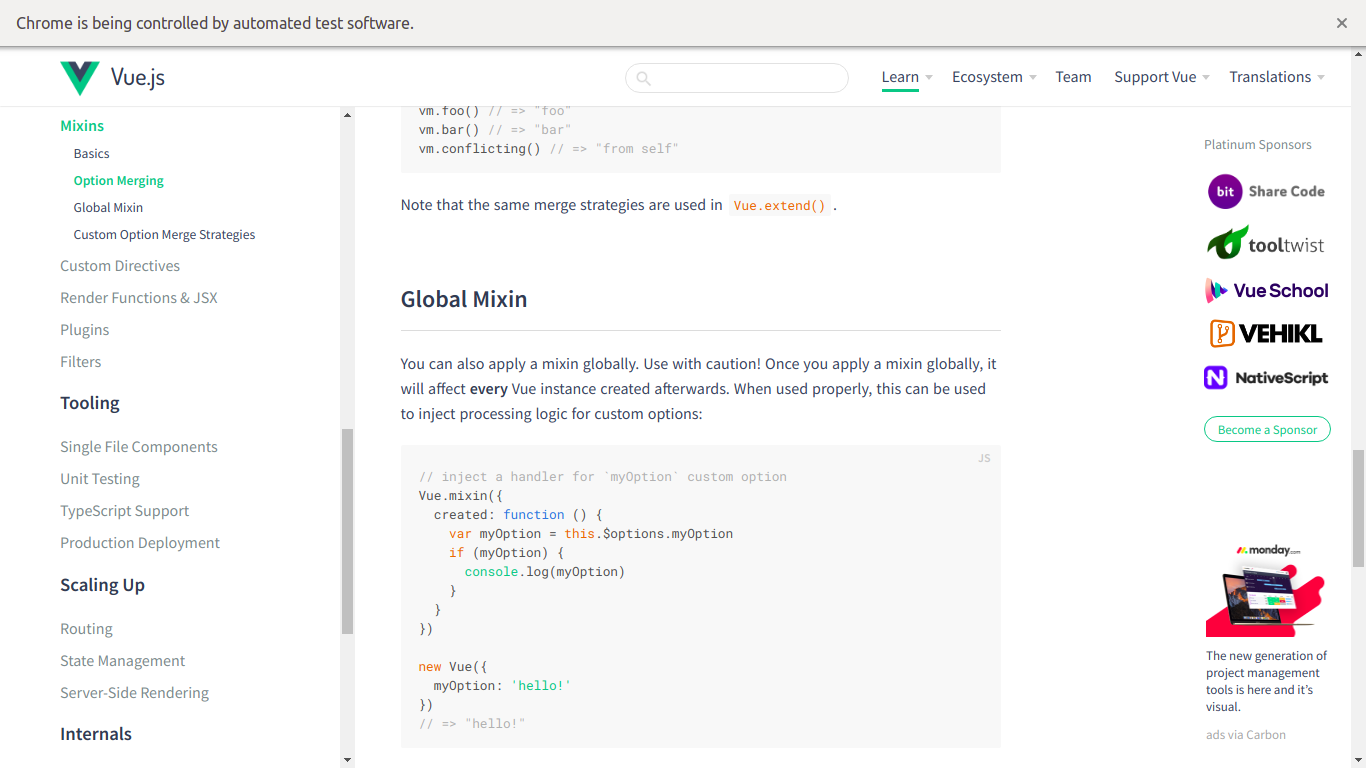 Chrome is being controlled by automated test software.
Vue.js
Learn
Ecosystem
Team
Support Vue
Translations
Mixins
Basics
Option Merging
Global Mixin
Custom Option Merge Strategies
Custom Directives
Render Functions & JSX
Plugins
Filters
Tooling
Single File Components
Unit Testing
TypeScript Support
Production Deployment
Scaling Up
Routing
State Management
Server-Side Rendering
Internals
vm.foo() // => "foo"
vm.bar() // => "bar"
vm.conflicting() // => "from self"
Note that the same merge strategies are used in Vue.extend() .
Global Mixin
You can also apply a mixin globally. Use with caution! Once you apply a mixin globally, it
will affect every Vue instance created afterwards. When used properly, this can be used
to inject processing logic for custom options:
JS
// inject a handler for `myOption` custom option
Vue.mixin({
  created: function () {
    var myOption = this.$options.myOption
    if (myOption) {
      console.log(myOption)
    }
  }
})
new Vue({
  myOption: 'hello!'
})
// => "hello!"
Platinum Sponsors
bit Share Code
tooltwist
Vue School
VEHIKL
N NativeScript
Become a Sponsor
monday.com
The new generation of
project management
tools is here and it's
visual.
ads via Carbon